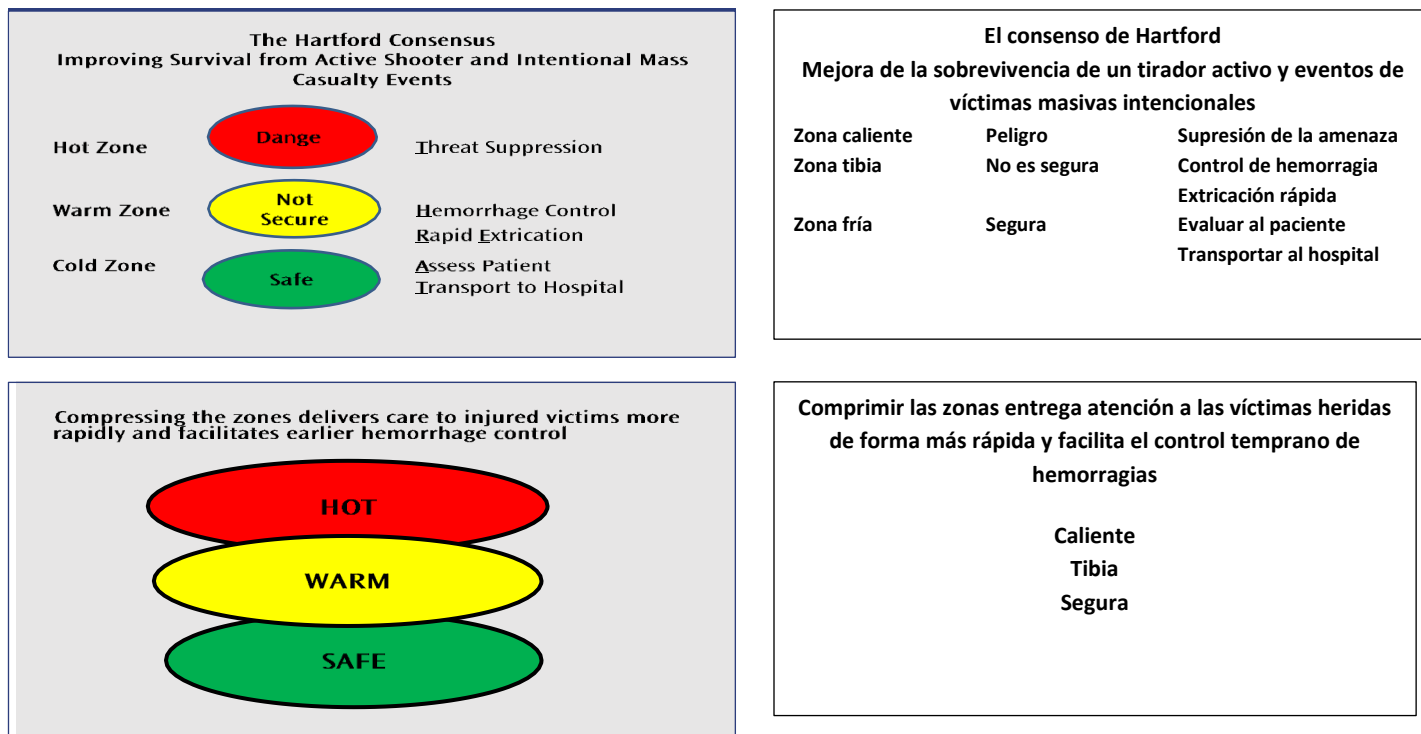 The Hartford Consensus
Improving Survival from Active Shooter and Intentional Mass
Casualty Events
Hot Zone Dange Threat Suppression
Warm Zone Not Secure Hemorrhage Control
Rapid Extrication
Cold Zone Safe Assess Patient
Transport to Hospital
El consenso de Hartford
Mejora de la sobrevivencia de un tirador activo y eventos de
víctimas masivas intencionales
Zona caliente Peligro Supresión de la amenaza
Zona tibia No es segura Control de hemorragia
Extricación rápida
Zona fría Segura Evaluar al paciente
Transportar al hospital
Compressing the zones delivers care to injured victims more
rapidly and facilitates earlier hemorrhage control
HOT
WARM
SAFE
Comprimir las zonas entrega atención a las víctimas heridas
de forma más rápida y facilita el control temprano de
hemorragias
Caliente
Tibia
Segura